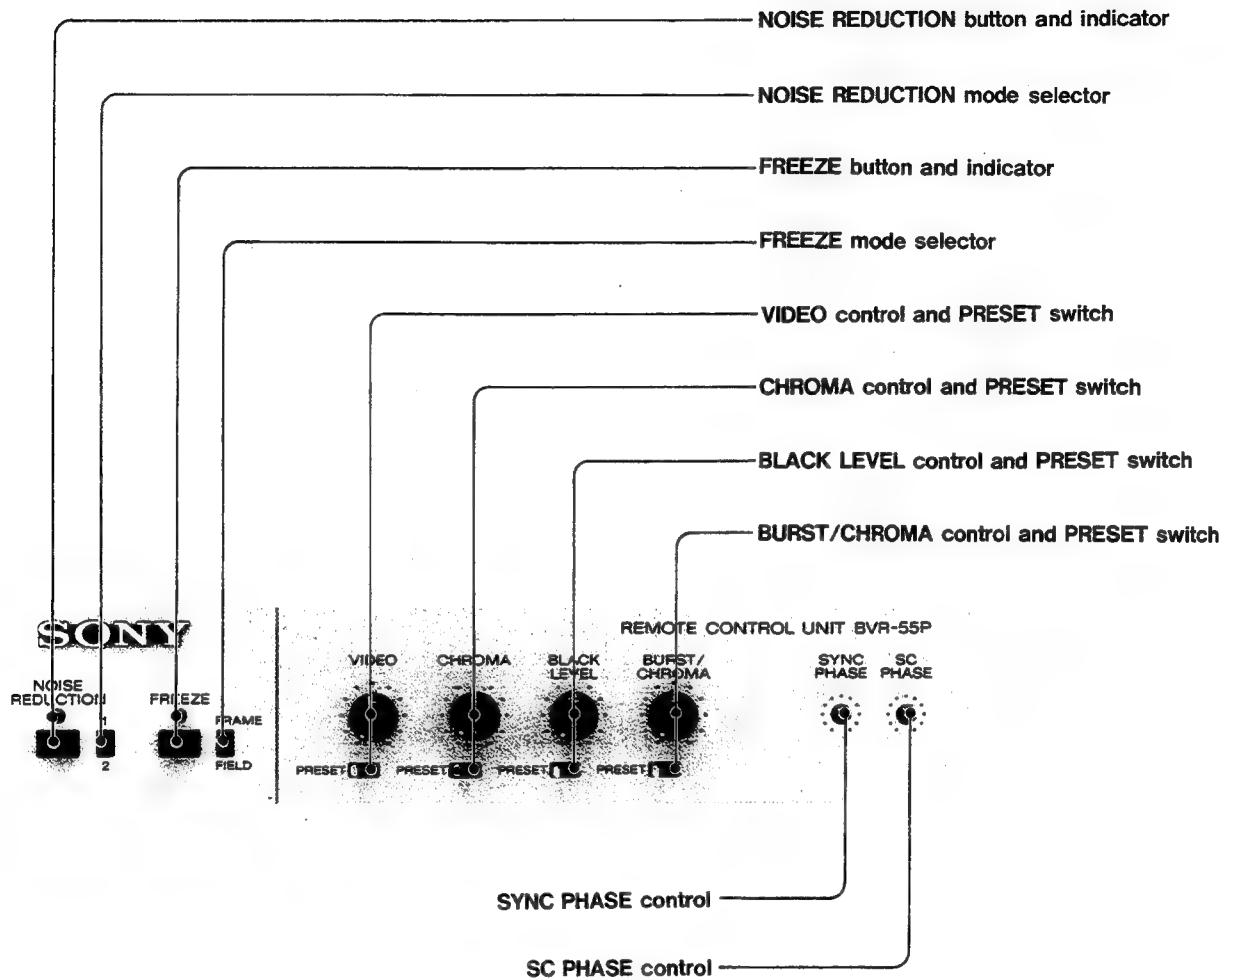 NOISE REDUCTION button and indicator
NOISE REDUCTION mode selector
FREEZE button and indicator
FREEZE mode selector
VIDEO control and PRESET switch
CHROMA control and PRESET switch
BLACK LEVEL control and PRESET switch
BURST/CHROMA control and PRESET switch
SONY
REMOTE CONTROL UNIT BVR-55P
NOISE
REDUCTION
1
2
FREEZE
FRAME
FIELD
VIDEO
CHROMA
BLACK
LEVEL
BURST/
CHROMA
SYNC
PHASE
SC
PHASE
PRESET
PRESET
PRESET
PRESET
SYNC PHASE control
SC PHASE control